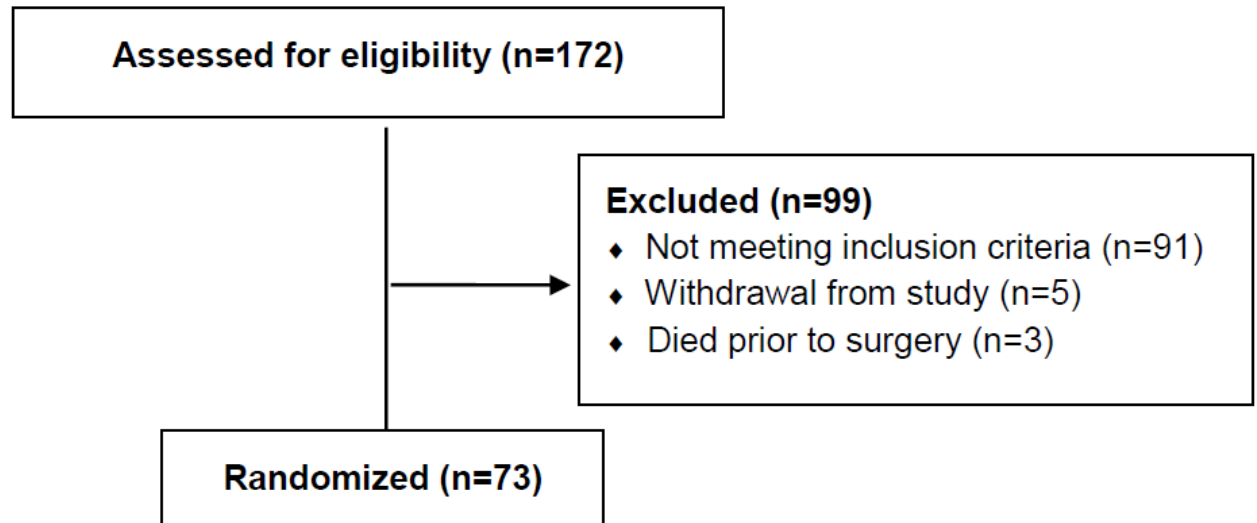 Assessed for eligibility (n=172)
Excluded (n=99)
♦ Not meeting inclusion criteria (n=91)
♦ Withdrawal from study (n=5)
♦ Died prior to surgery (n=3)
Randomized (n=73)